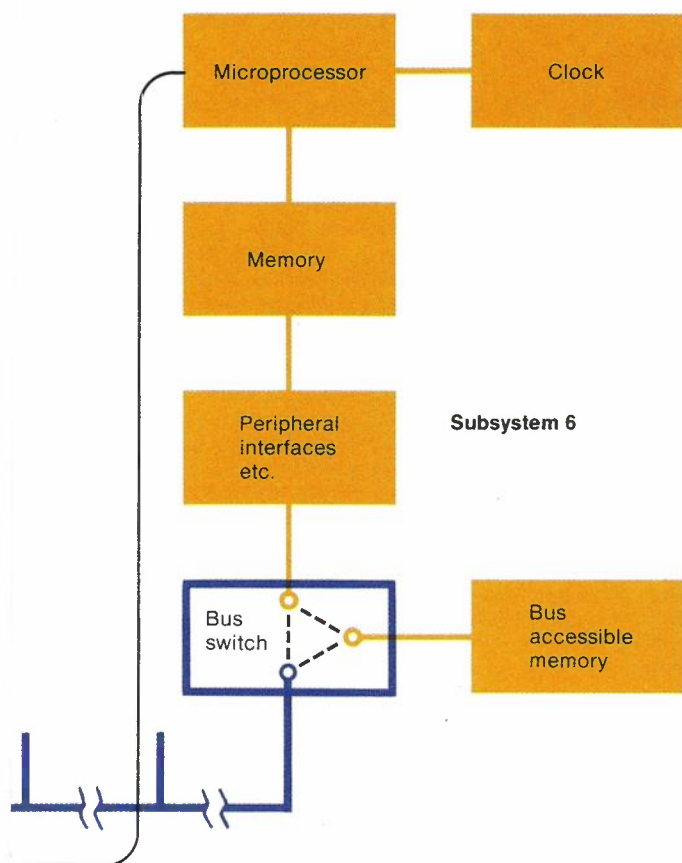 Microprocessor
Clock
Memory
Peripheral
interfaces
etc.
Subsystem 6
Bus
switch
Bus
accessible
memory